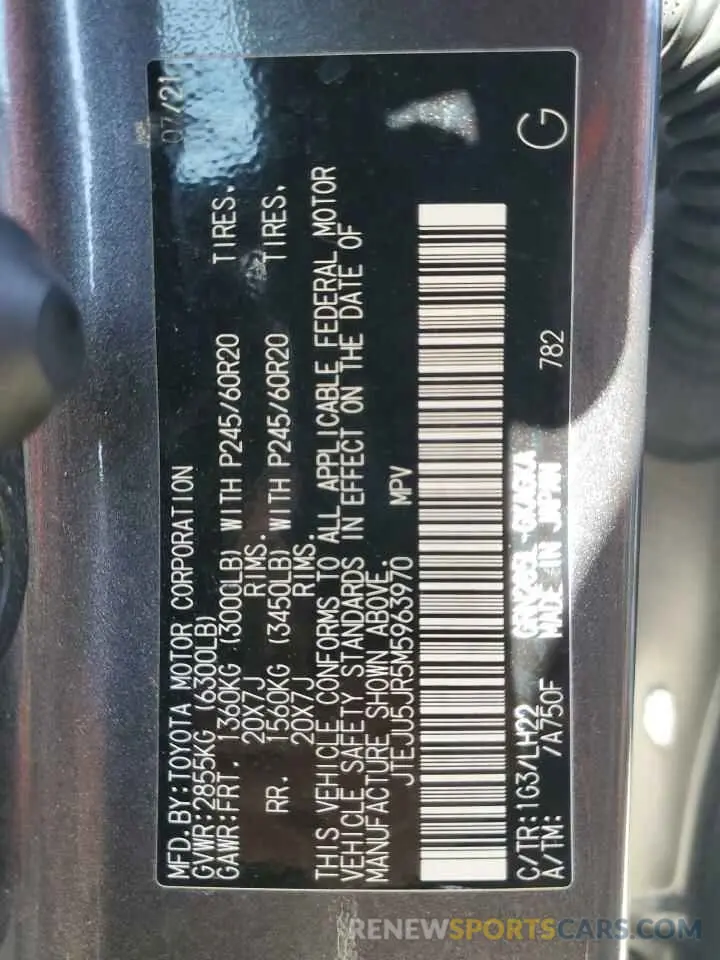 MFD.BY:TOYOTA MOTOR CORPORATION 07/21
GVWR:2855KG (6300LB)
GAWR:FRT. 1360KG (3000LB) WITH P245/60R20 TIRES,
20X7J RIMS.
RR. 1560KG (3450LB) WITH P245/60R20 TIRES,
20X7J RIMS.
THIS VEHICLE CONFORMS TO ALL APPLICABLE FEDERAL MOTOR
VEHICLE SAFETY STANDARDS IN EFFECT ON THE DATE OF
MANUFACTURE SHOWN ABOVE.
JTEJU5JR5M5963970 MPV
C/TR:1G3/LH22 782 G
A/TM: /A750F MADE IN JAPAN
RENEWSPORTSCARS.COM